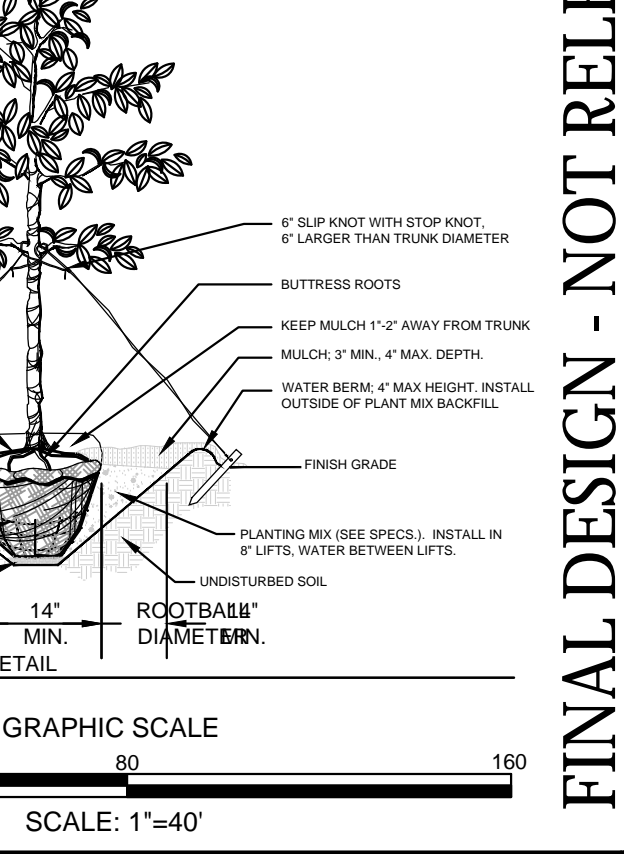 6" SLIP KNOT WITH STOP KNOT,
6" LARGER THAN TRUNK DIAMETER
BUTTRESS ROOTS
KEEP MULCH 1"-2" AWAY FROM TRUNK
MULCH; 3" MIN., 4" MAX. DEPTH.
WATER BERM; 4" MAX HEIGHT. INSTALL
OUTSIDE OF PLANT MIX BACKFILL
FINISH GRADE
PLANTING MIX (SEE SPECS.). INSTALL IN
8" LIFTS, WATER BETWEEN LIFTS.
UNDISTURBED SOIL
14"
MIN.
ROOTBALL
DIAMETER
14"
MIN.
ETAIL
GRAPHIC SCALE
80
160
SCALE: 1"=40'
FINAL DESIGN - NOT RELE